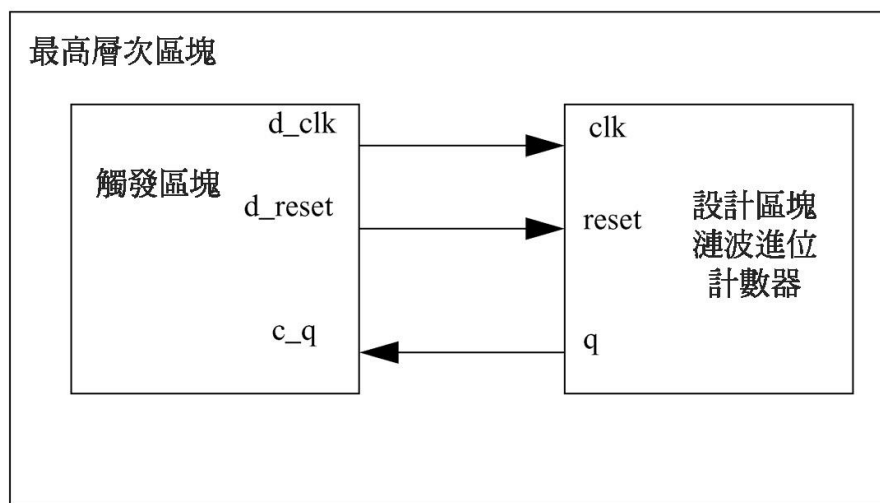 最高層次區塊
觸發區塊
d_clk
d_reset
c_q
clk
reset
q
設計區塊
漣波進位
計數器